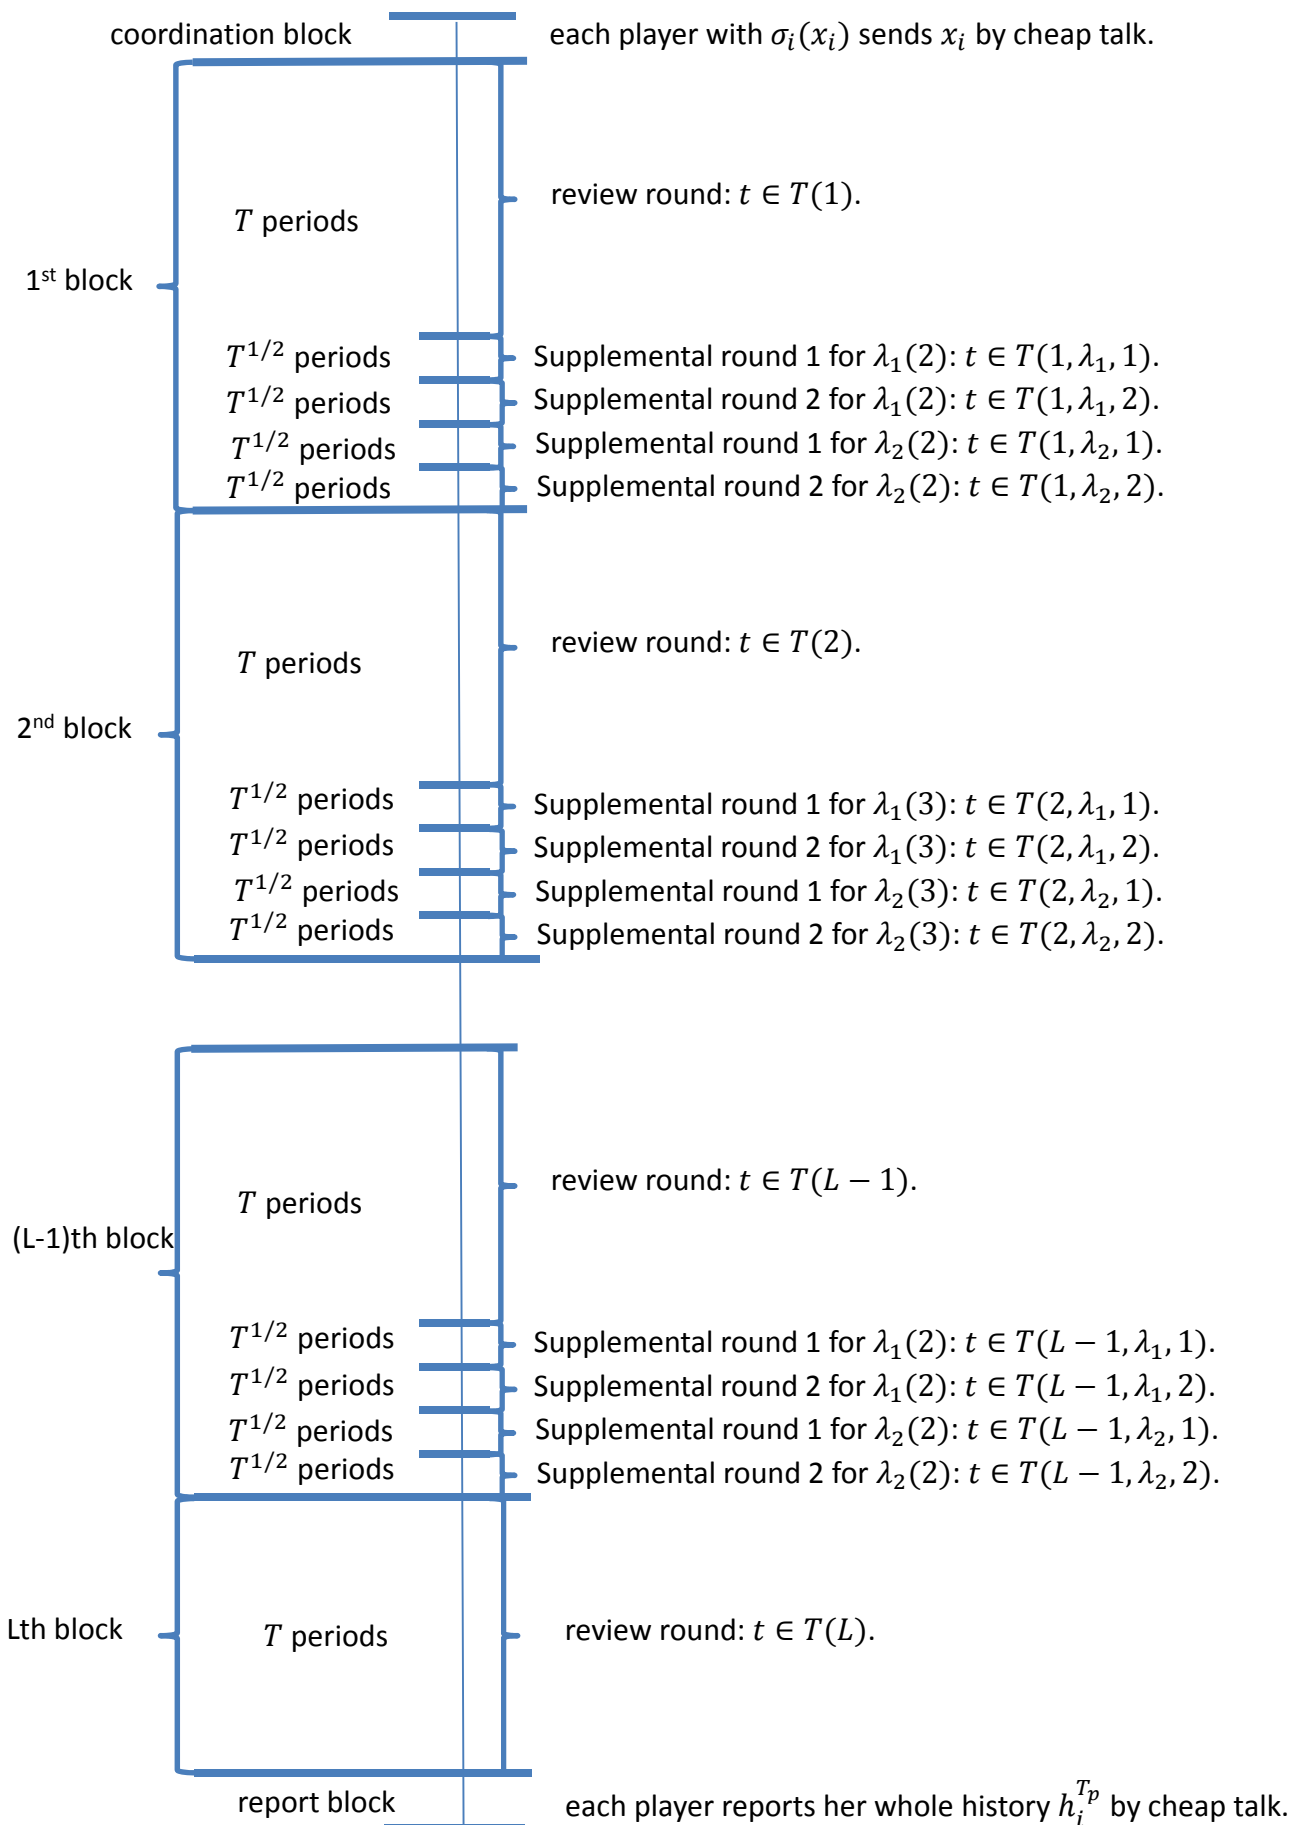 coordination block each player with σ_i(x_i) sends x_i by cheap talk.
review round: t ∈ T(1).
T periods
1st block
T^{1/2} periods Supplemental round 1 for λ_1(2): t ∈ T(1, λ_1, 1).
T^{1/2} periods Supplemental round 2 for λ_1(2): t ∈ T(1, λ_1, 2).
T^{1/2} periods Supplemental round 1 for λ_2(2): t ∈ T(1, λ_2, 1).
T^{1/2} periods Supplemental round 2 for λ_2(2): t ∈ T(1, λ_2, 2).
review round: t ∈ T(2).
T periods
2nd block
T^{1/2} periods Supplemental round 1 for λ_1(3): t ∈ T(2, λ_1, 1).
T^{1/2} periods Supplemental round 2 for λ_1(3): t ∈ T(2, λ_1, 2).
T^{1/2} periods Supplemental round 1 for λ_2(3): t ∈ T(2, λ_2, 1).
T^{1/2} periods Supplemental round 2 for λ_2(3): t ∈ T(2, λ_2, 2).
review round: t ∈ T(L − 1).
T periods
(L-1)th block
T^{1/2} periods Supplemental round 1 for λ_1(2): t ∈ T(L − 1, λ_1, 1).
T^{1/2} periods Supplemental round 2 for λ_1(2): t ∈ T(L − 1, λ_1, 2).
T^{1/2} periods Supplemental round 1 for λ_2(2): t ∈ T(L − 1, λ_2, 1).
T^{1/2} periods Supplemental round 2 for λ_2(2): t ∈ T(L − 1, λ_2, 2).
Lth block T periods review round: t ∈ T(L).
report block each player reports her whole history h_i^{T_p} by cheap talk.